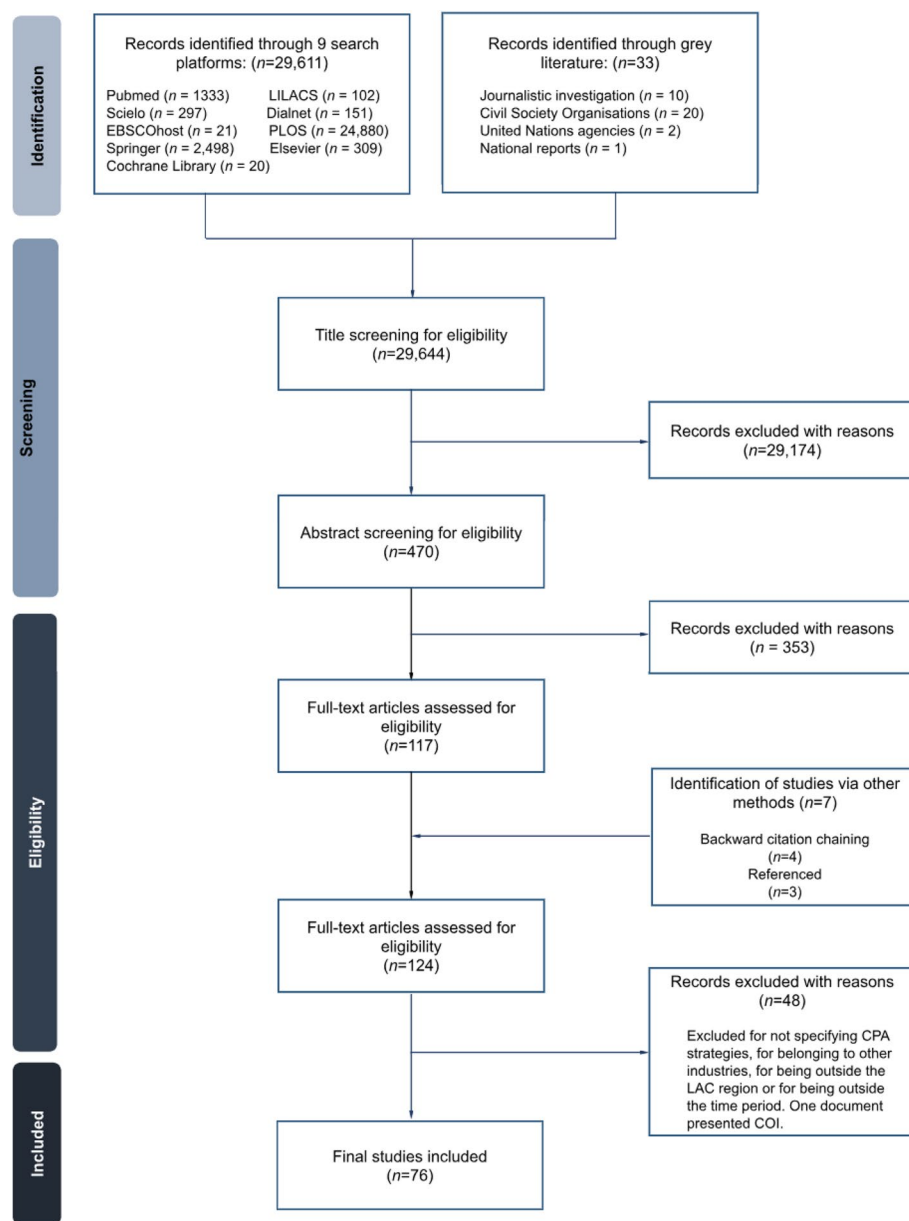 Identification
Records identified through 9 search
platforms: (n=29,611)
Pubmed (n = 1333) LILACS (n = 102)
Scielo (n = 297) Dialnet (n = 151)
EBSCOhost (n = 21) PLOS (n = 24,880)
Springer (n = 2,498) Elsevier (n = 309)
Cochrane Library (n = 20)
Records identified through grey
literature: (n=33)
Journalistic investigation (n = 10)
Civil Society Organisations (n = 20)
United Nations agencies (n = 2)
National reports (n = 1)
Screening
Title screening for eligibility
(n=29,644)
Records excluded with reasons
(n=29,174)
Abstract screening for eligibility
(n=470)
Eligibility
Records excluded with reasons
(n = 353)
Full-text articles assessed for
eligibility
(n=117)
Identification of studies via other
methods (n=7)
Backward citation chaining
(n=4)
Referenced
(n=3)
Full-text articles assessed for
eligibility
(n=124)
Records excluded with reasons
(n=48)
Excluded for not specifying CPA
strategies, for belonging to other
industries, for being outside the
LAC region or for being outside
the time period. One document
presented COI.
Included
Final studies included
(n=76)